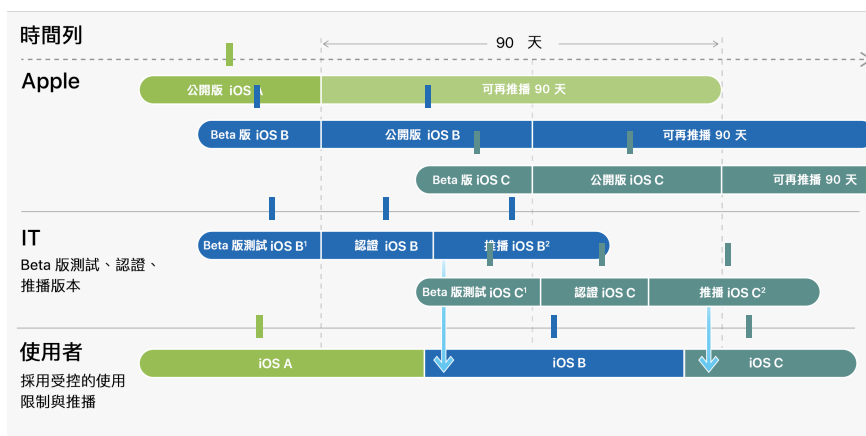 時間列
90 天
Apple
公開版 iOS A
可再推播 90 天
Beta 版 iOS B
公開版 iOS B
可再推播 90 天
Beta 版 iOS C
公開版 iOS C
可再推播 90 天
IT
Beta 版測試、認證、
推播版本
Beta 版測試 iOS B¹
認證 iOS B
推播 iOS B²
Beta 版測試 iOS C¹
認證 iOS C
推播 iOS C²
使用者
採用受控的使用
限制與推播
iOS A
iOS B
iOS C